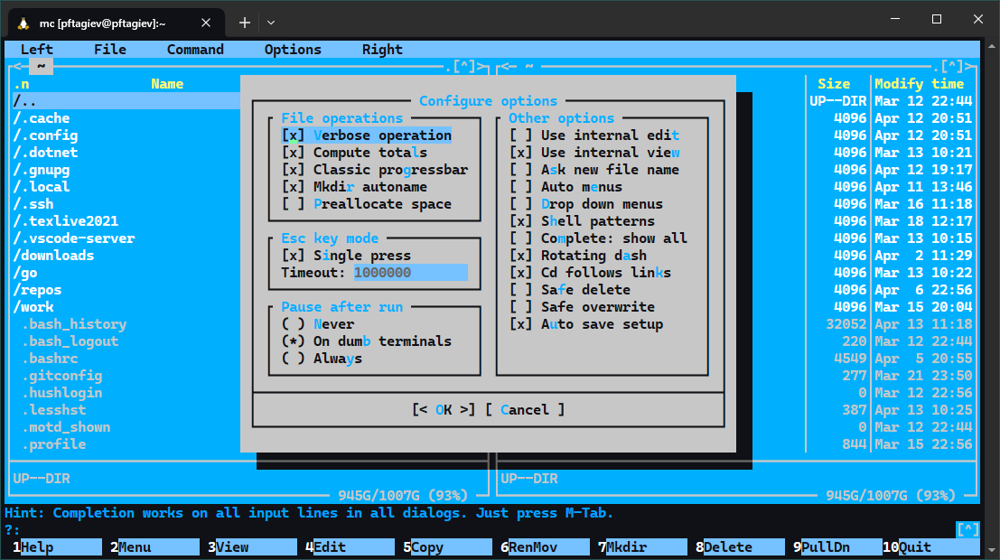 mc [pftagiev@pftagiev]:~
Left File Command Options Right
<─ ~ .[^]> <─ ~ .[^]>
.n Name Size Modify time
/.. UP--DIR Mar 12 22:44
/.cache 4096 Apr 12 20:51
/.config 4096 Apr 12 20:51
/.dotnet 4096 Mar 13 10:21
/.gnupg 4096 Apr 12 19:17
/.local 4096 Apr 11 13:46
/.ssh 4096 Mar 16 11:18
/.texlive2021 4096 Mar 18 12:17
/.vscode-server 4096 Mar 13 10:15
/downloads 4096 Apr 2 11:29
/go 4096 Mar 13 10:22
/repos 4096 Apr 6 22:56
/work 4096 Mar 15 20:04
.bash_history 32052 Apr 13 11:18
.bash_logout 220 Mar 12 22:44
.bashrc 4549 Apr 5 20:55
.gitconfig 277 Mar 21 23:50
.hushlogin 0 Mar 12 22:56
.lesshst 387 Apr 13 10:25
.motd_shown 0 Mar 12 22:44
.profile 844 Mar 15 22:56
Configure options
File operations
[x] Verbose operation
[x] Compute totals
[x] Classic progressbar
[x] Mkdir autoname
[ ] Preallocate space
Esc key mode
[x] Single press
Timeout: 1000000
Pause after run
( ) Never
(*) On dumb terminals
( ) Always
Other options
[ ] Use internal edit
[x] Use internal view
[ ] Ask new file name
[ ] Auto menus
[ ] Drop down menus
[x] Shell patterns
[ ] Complete: show all
[x] Rotating dash
[x] Cd follows links
[ ] Safe delete
[ ] Safe overwrite
[x] Auto save setup
[< OK >] [ Cancel ]
UP--DIR UP--DIR
945G/1007G (93%) 945G/1007G (93%)
Hint: Completion works on all input lines in all dialogs. Just press M-Tab.
?: [^]
1Help 2Menu 3View 4Edit 5Copy 6RenMov 7Mkdir 8Delete 9PullDn 10Quit